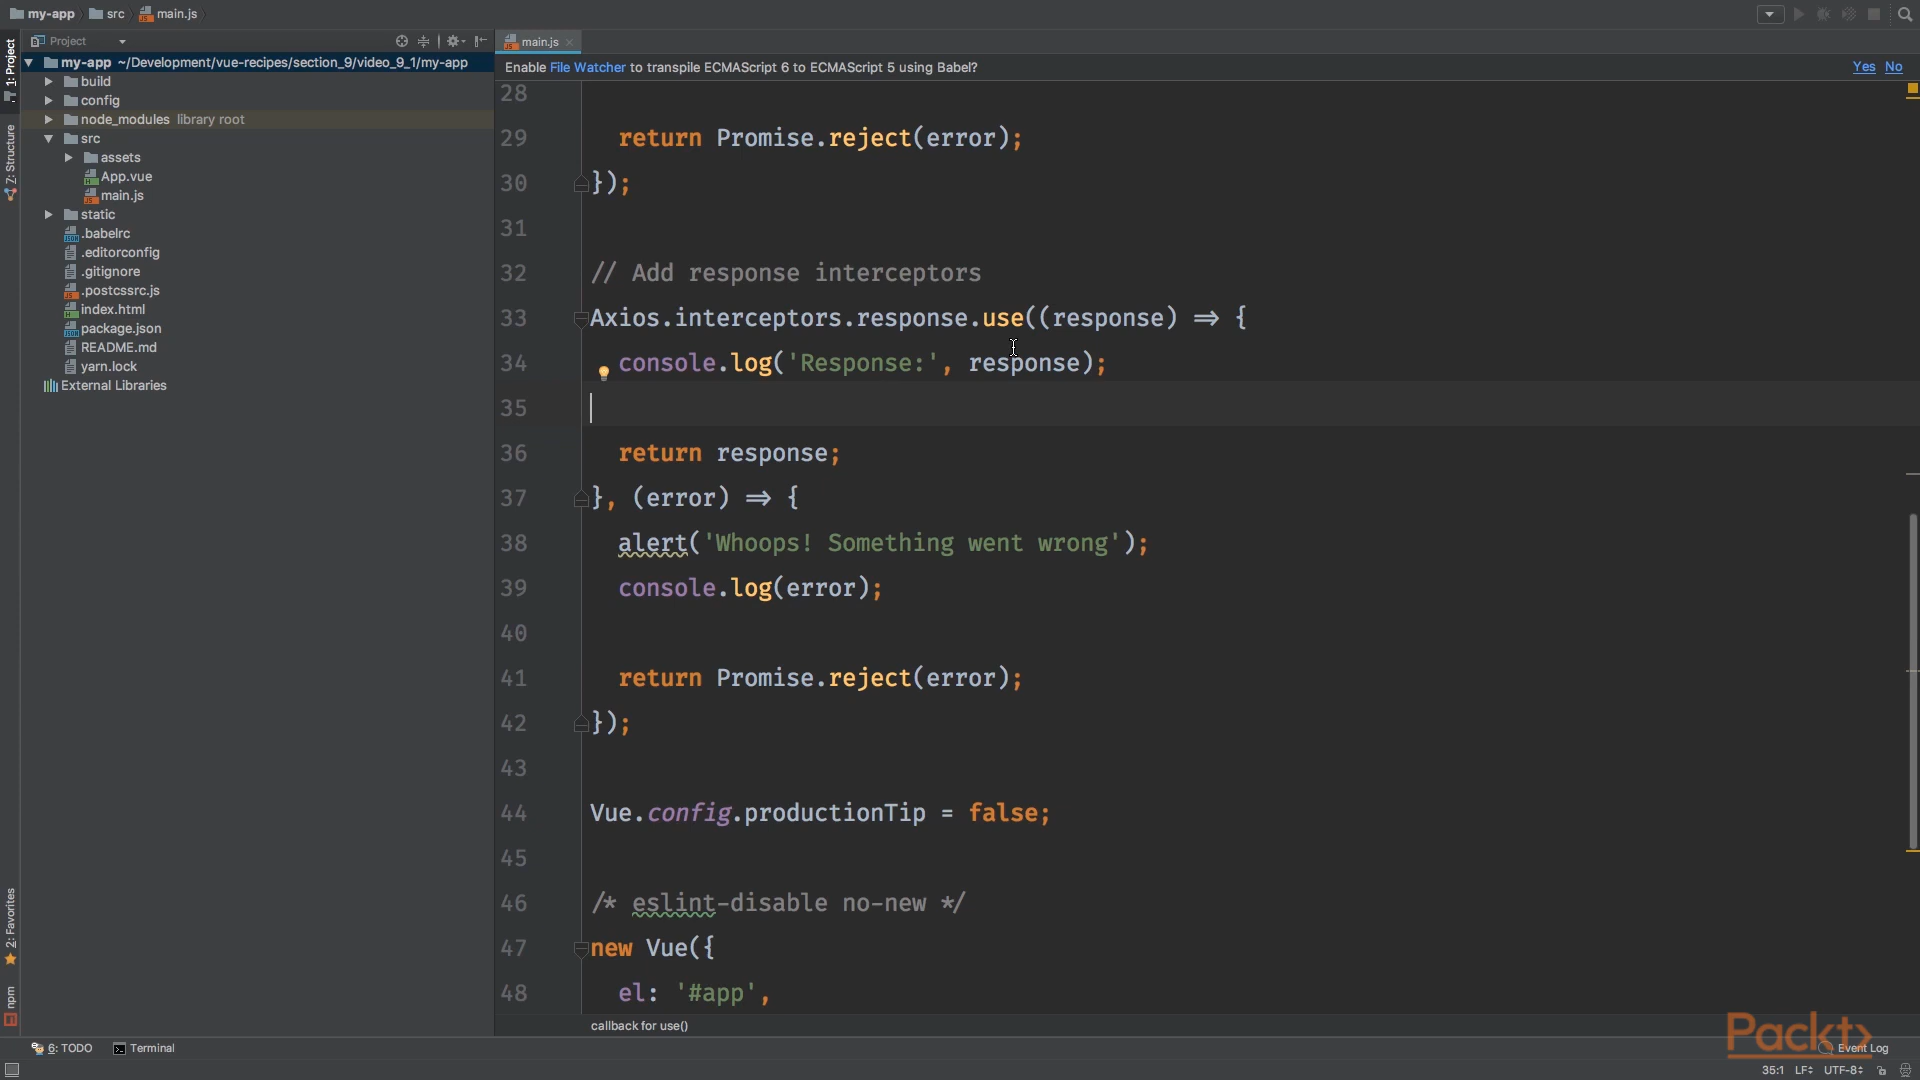 my-app src main.js
1: Project
Project
main.js
my-app ~/Development/vue-recipes/section_9/video_9_1/my-app
build
config
node_modules library root
src
assets
App.vue
main.js
static
.babelrc
.editorconfig
.gitignore
.postcssrc.js
index.html
package.json
README.md
yarn.lock
External Libraries
Z: Structure
2: Favorites
npm
Enable File Watcher to transpile ECMAScript 6 to ECMAScript 5 using Babel? Yes No
28
29 return Promise.reject(error);
30 });
31
32 // Add response interceptors
33 Axios.interceptors.response.use((response) => {
34 console.log('Response:', response);
35
36 return response;
37 }, (error) => {
38 alert('Whoops! Something went wrong');
39 console.log(error);
40
41 return Promise.reject(error);
42 });
43
44 Vue.config.productionTip = false;
45
46 /* eslint-disable no-new */
47 new Vue({
48 el: '#app',
callback for use()
Packt>
6: TODO Terminal Event Log
35:1 LF UTF-8